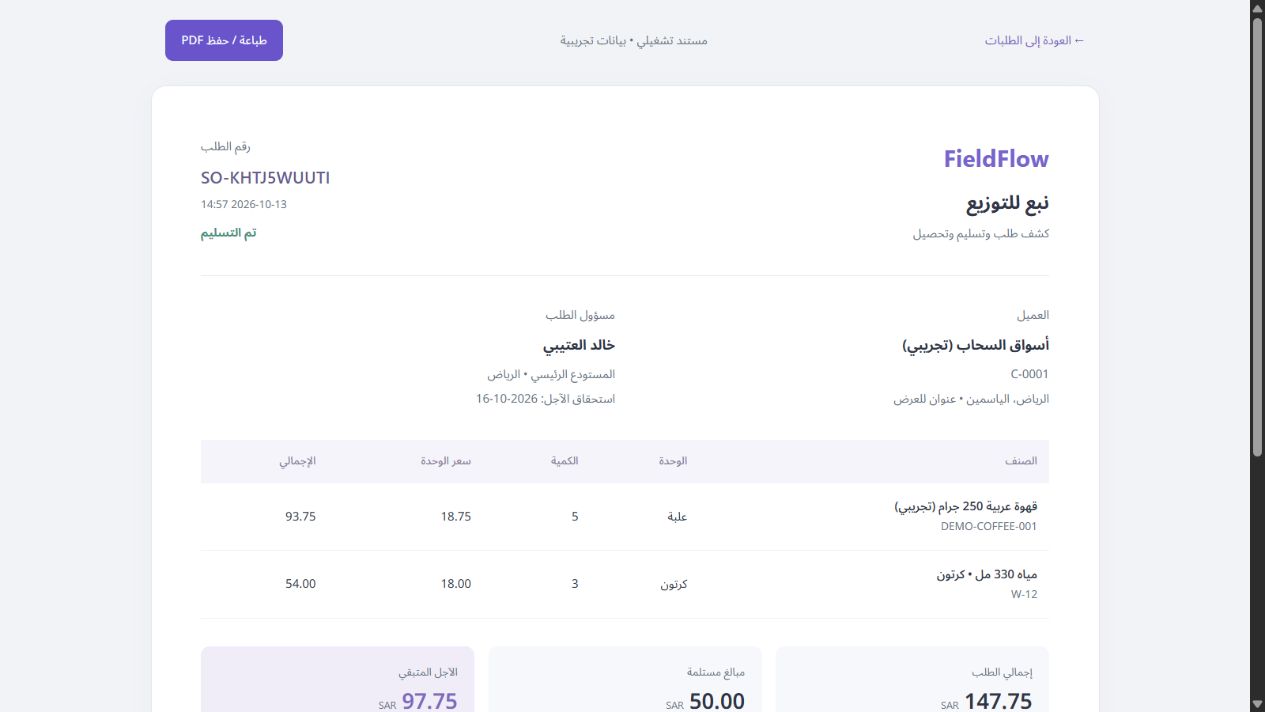 ← العودة إلى الطلبات
مستند تشغيلي • بيانات تجريبية
طباعة / حفظ PDF
FieldFlow
نبع للتوزيع
كشف طلب وتسليم وتحصيل
رقم الطلب
SO-KHTJ5WUUTI
14:57 2026-10-13
تم التسليم
العميل
أسواق السحاب (تجريبي)
C-0001
الرياض، الياسمين • عنوان للعرض
مسؤول الطلب
خالد العتيبي
المستودع الرئيسي • الرياض
استحقاق الآجل: 2026-10-16
الصنف الوحدة الكمية سعر الوحدة الإجمالي
قهوة عربية 250 جرام (تجريبي)
DEMO-COFFEE-001
علبة 5 18.75 93.75
مياه 330 مل • كرتون
W-12
كرتون 3 18.00 54.00
إجمالي الطلب
147.75 SAR
مبالغ مستلمة
50.00 SAR
الآجل المتبقي
97.75 SAR